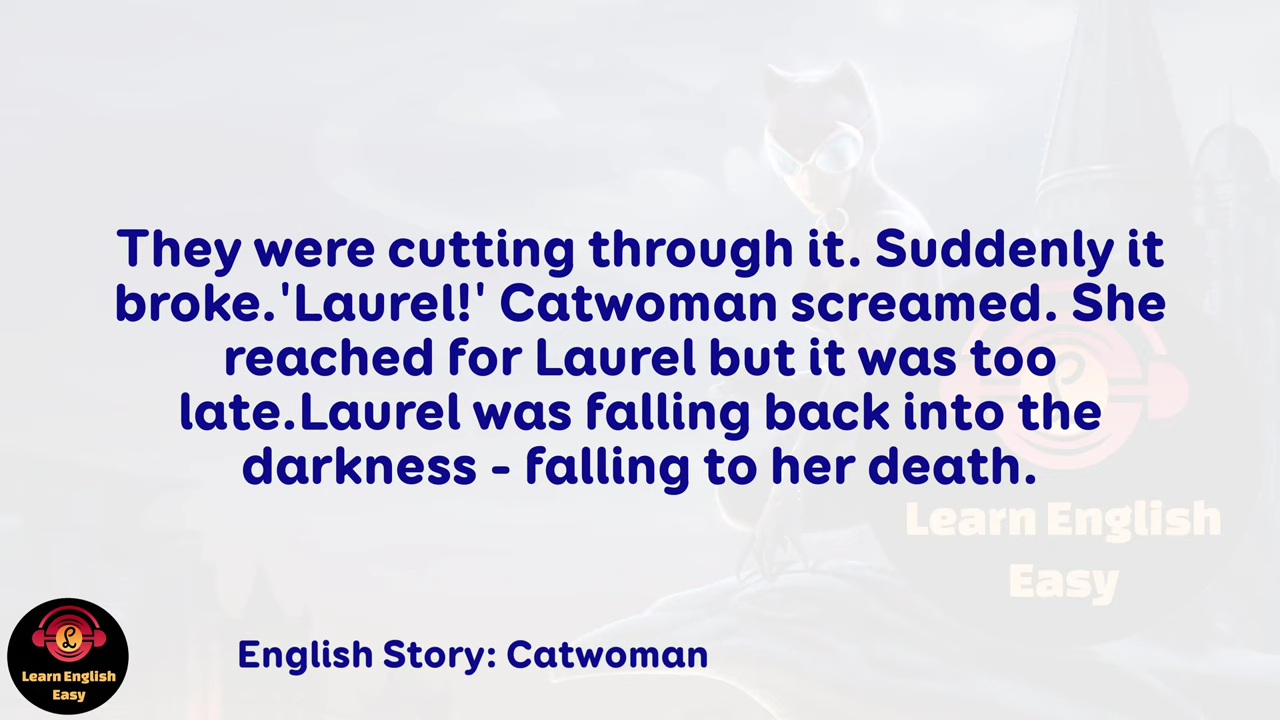 They were cutting through it. Suddenly it
broke.'Laurel!' Catwoman screamed. She
reached for Laurel but it was too
late.Laurel was falling back into the
darkness - falling to her death.
Learn English
Easy
English Story: Catwoman
Learn English
Easy